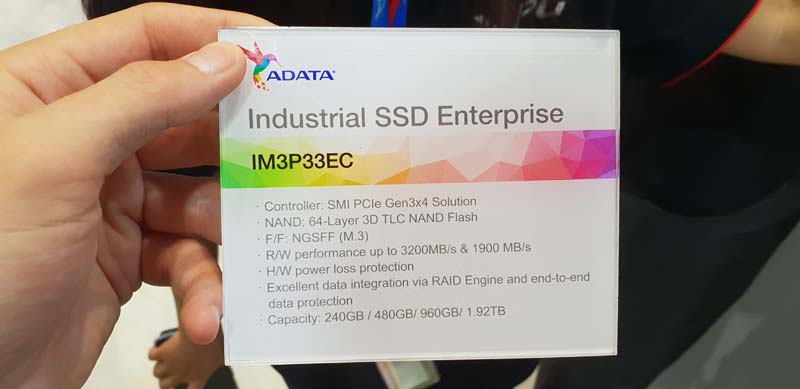 ADATA
Industrial SSD Enterprise
IM3P33EC
· Controller: SMI PCIe Gen3x4 Solution
· NAND: 64-Layer 3D TLC NAND Flash
· F/F: NGSFF (M.3)
· R/W performance up to 3200MB/s & 1900 MB/s
· H/W power loss protection
· Excellent data integration via RAID Engine and end-to-end
data protection
· Capacity: 240GB/ 480GB/ 960GB/ 1.92TB